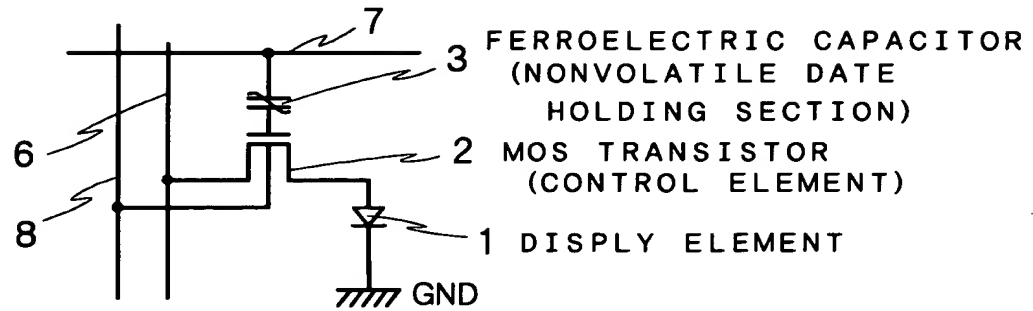 7
3 FERROELECTRIC CAPACITOR
(NONVOLATILE DATE
HOLDING SECTION)
6
2 MOS TRANSISTOR
(CONTROL ELEMENT)
8
1 DISPLY ELEMENT
GND